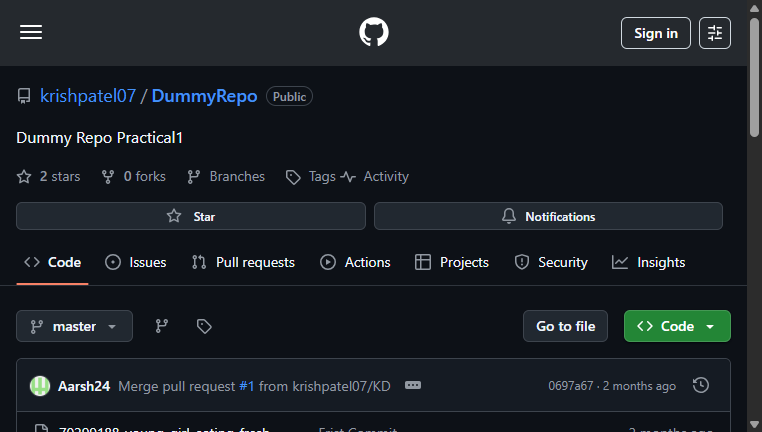 Sign in
krishpatel07 / DummyRepo Public
Dummy Repo Practical1
2 stars 0 forks Branches Tags Activity
Star Notifications
Code Issues Pull requests Actions Projects Security Insights
master Go to file Code
Aarsh24 Merge pull request #1 from krishpatel07/KD 0697a67 · 2 months ago